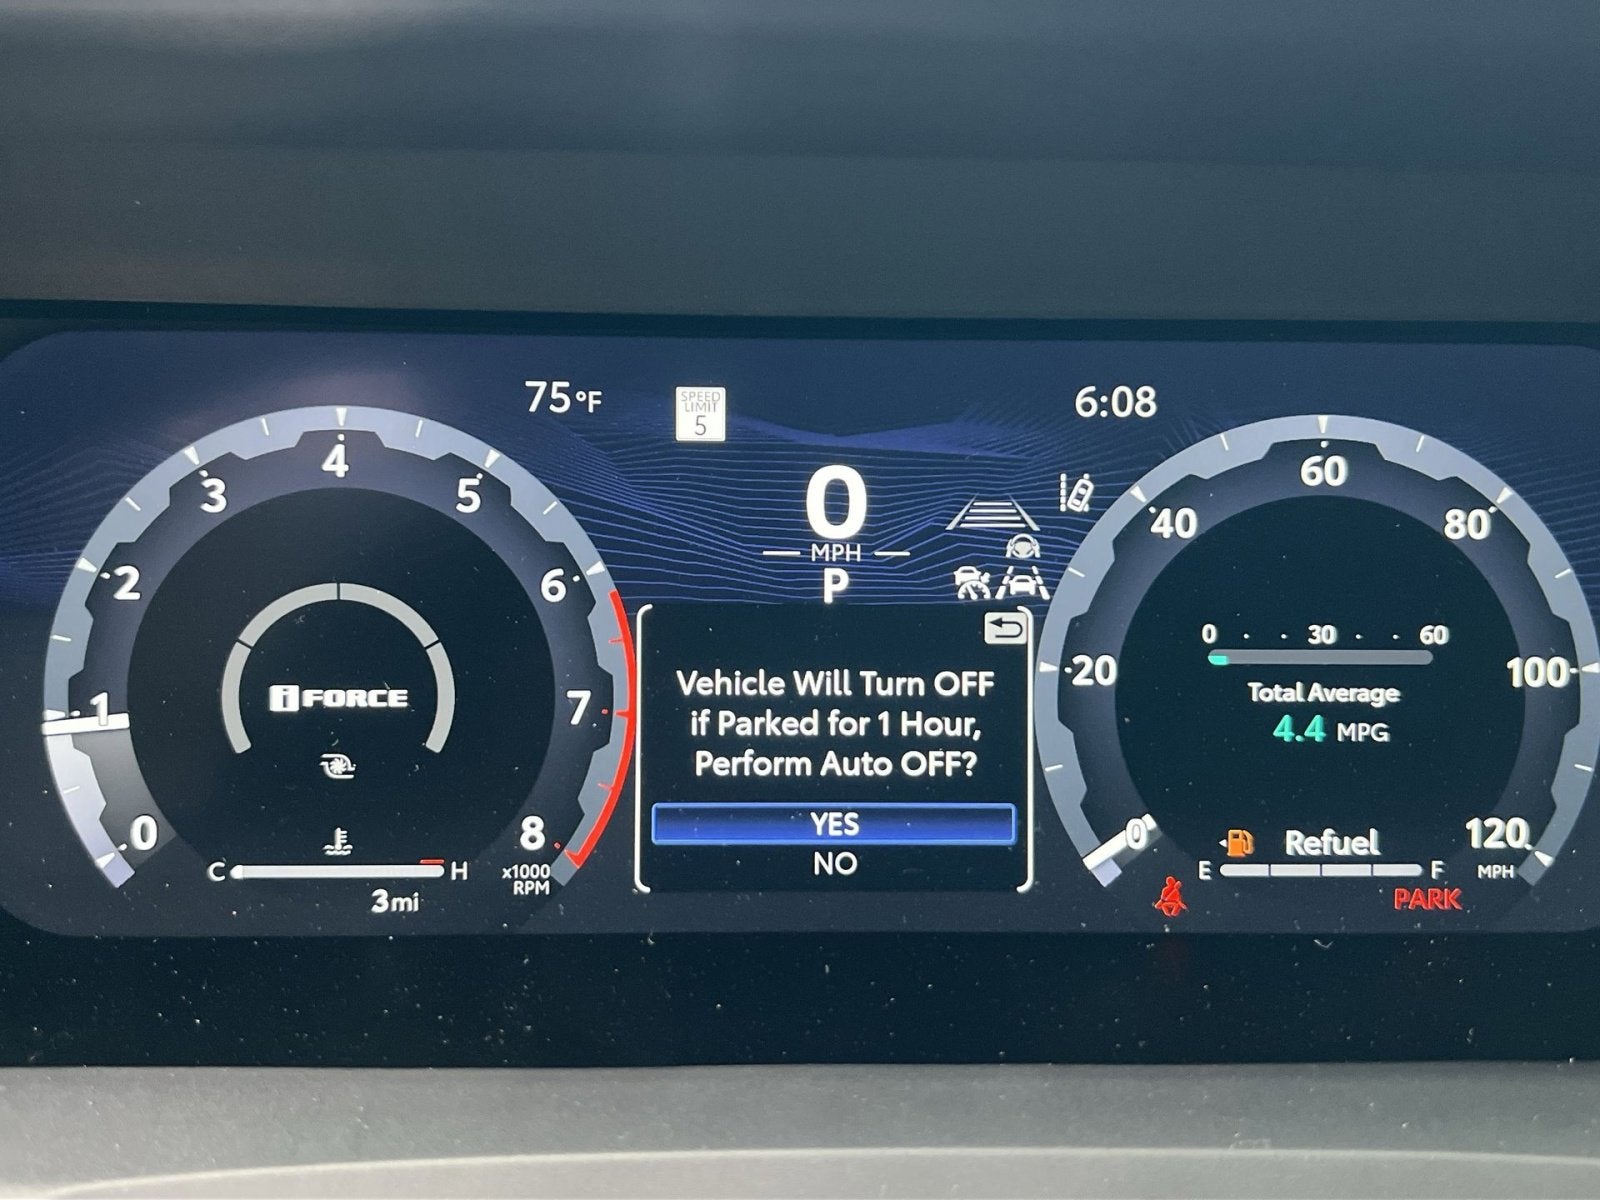 75°F
SPEED
LIMIT
5
6:08
0
MPH
P
0
1
2
3
4
5
6
7
8
x1000
RPM
iFORCE
C
H
3mi
Vehicle Will Turn OFF
if Parked for 1 Hour,
Perform Auto OFF?
YES
NO
0
20
40
60
80
100
120
MPH
0 · · 30 · · 60
Total Average
4.4 MPG
Refuel
E
F
PARK